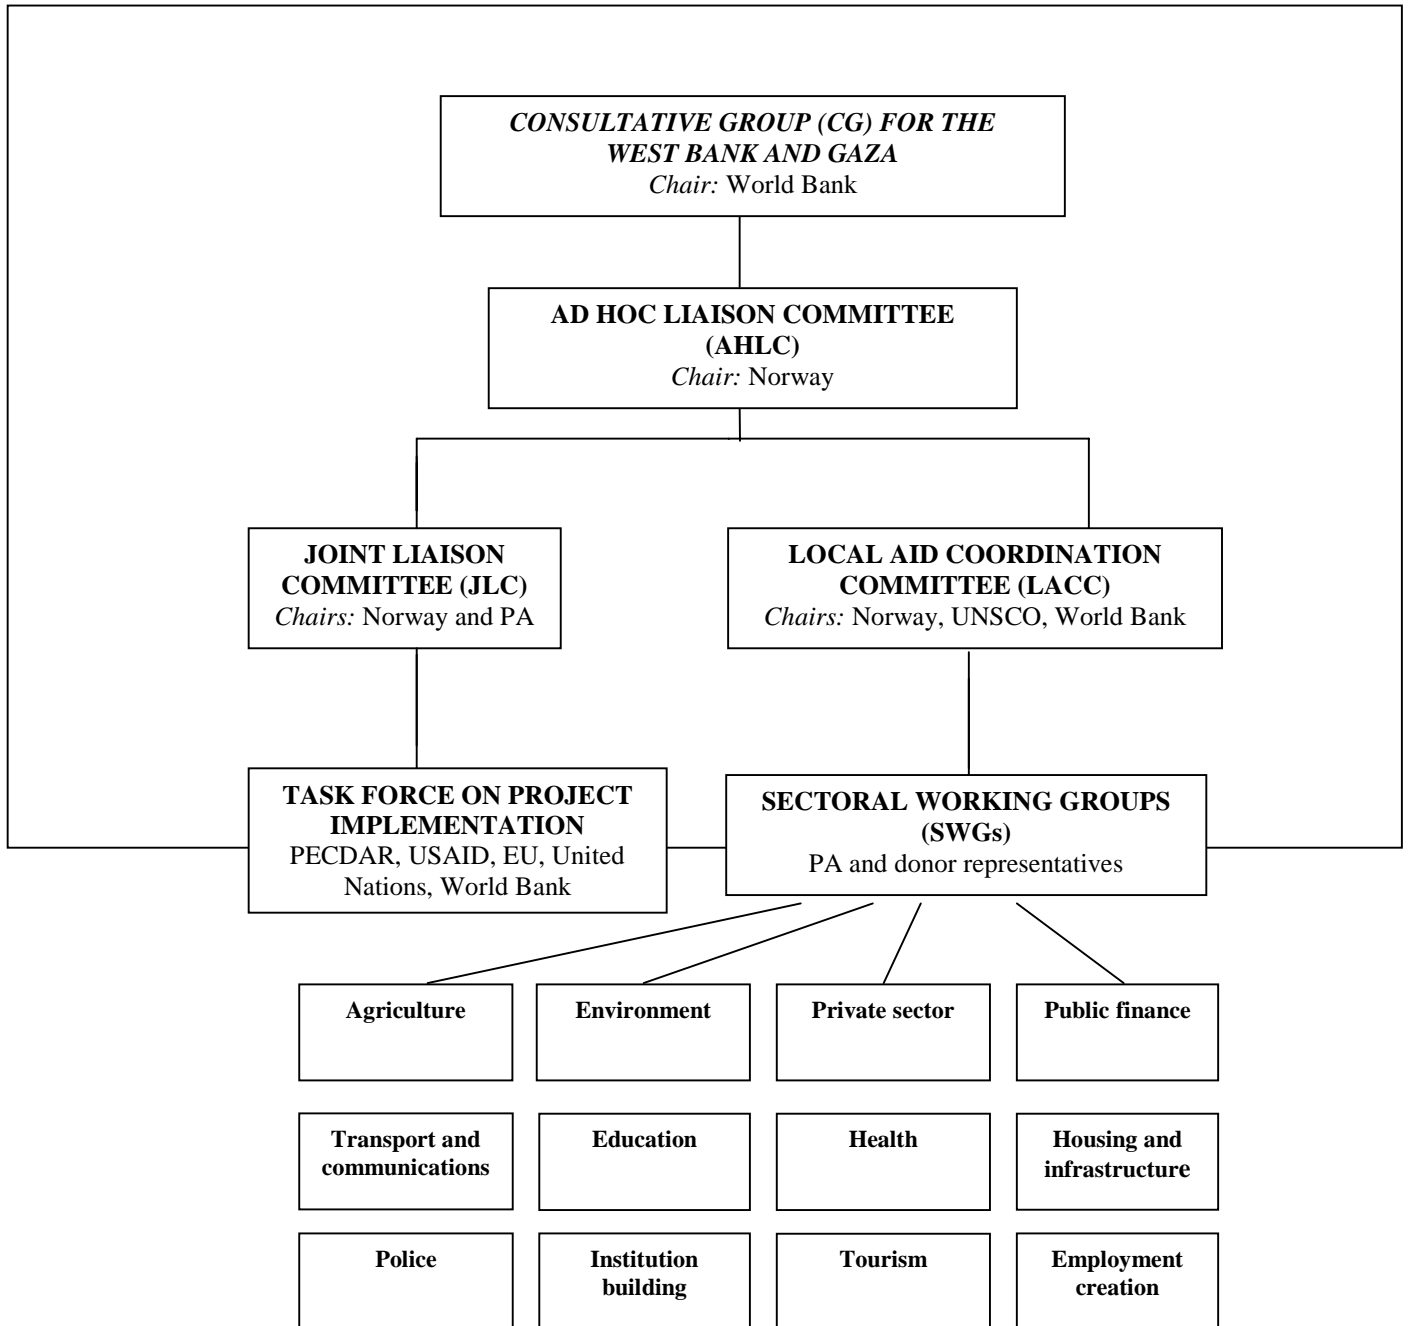 CONSULTATIVE GROUP (CG) FOR THE
WEST BANK AND GAZA
Chair: World Bank
AD HOC LIAISON COMMITTEE
(AHLC)
Chair: Norway
JOINT LIAISON
COMMITTEE (JLC)
Chairs: Norway and PA
LOCAL AID COORDINATION
COMMITTEE (LACC)
Chairs: Norway, UNSCO, World Bank
TASK FORCE ON PROJECT
IMPLEMENTATION
PECDAR, USAID, EU, United
Nations, World Bank
SECTORAL WORKING GROUPS
(SWGs)
PA and donor representatives
Agriculture
Environment
Private sector
Public finance
Transport and
communications
Education
Health
Housing and
infrastructure
Police
Institution
building
Tourism
Employment
creation